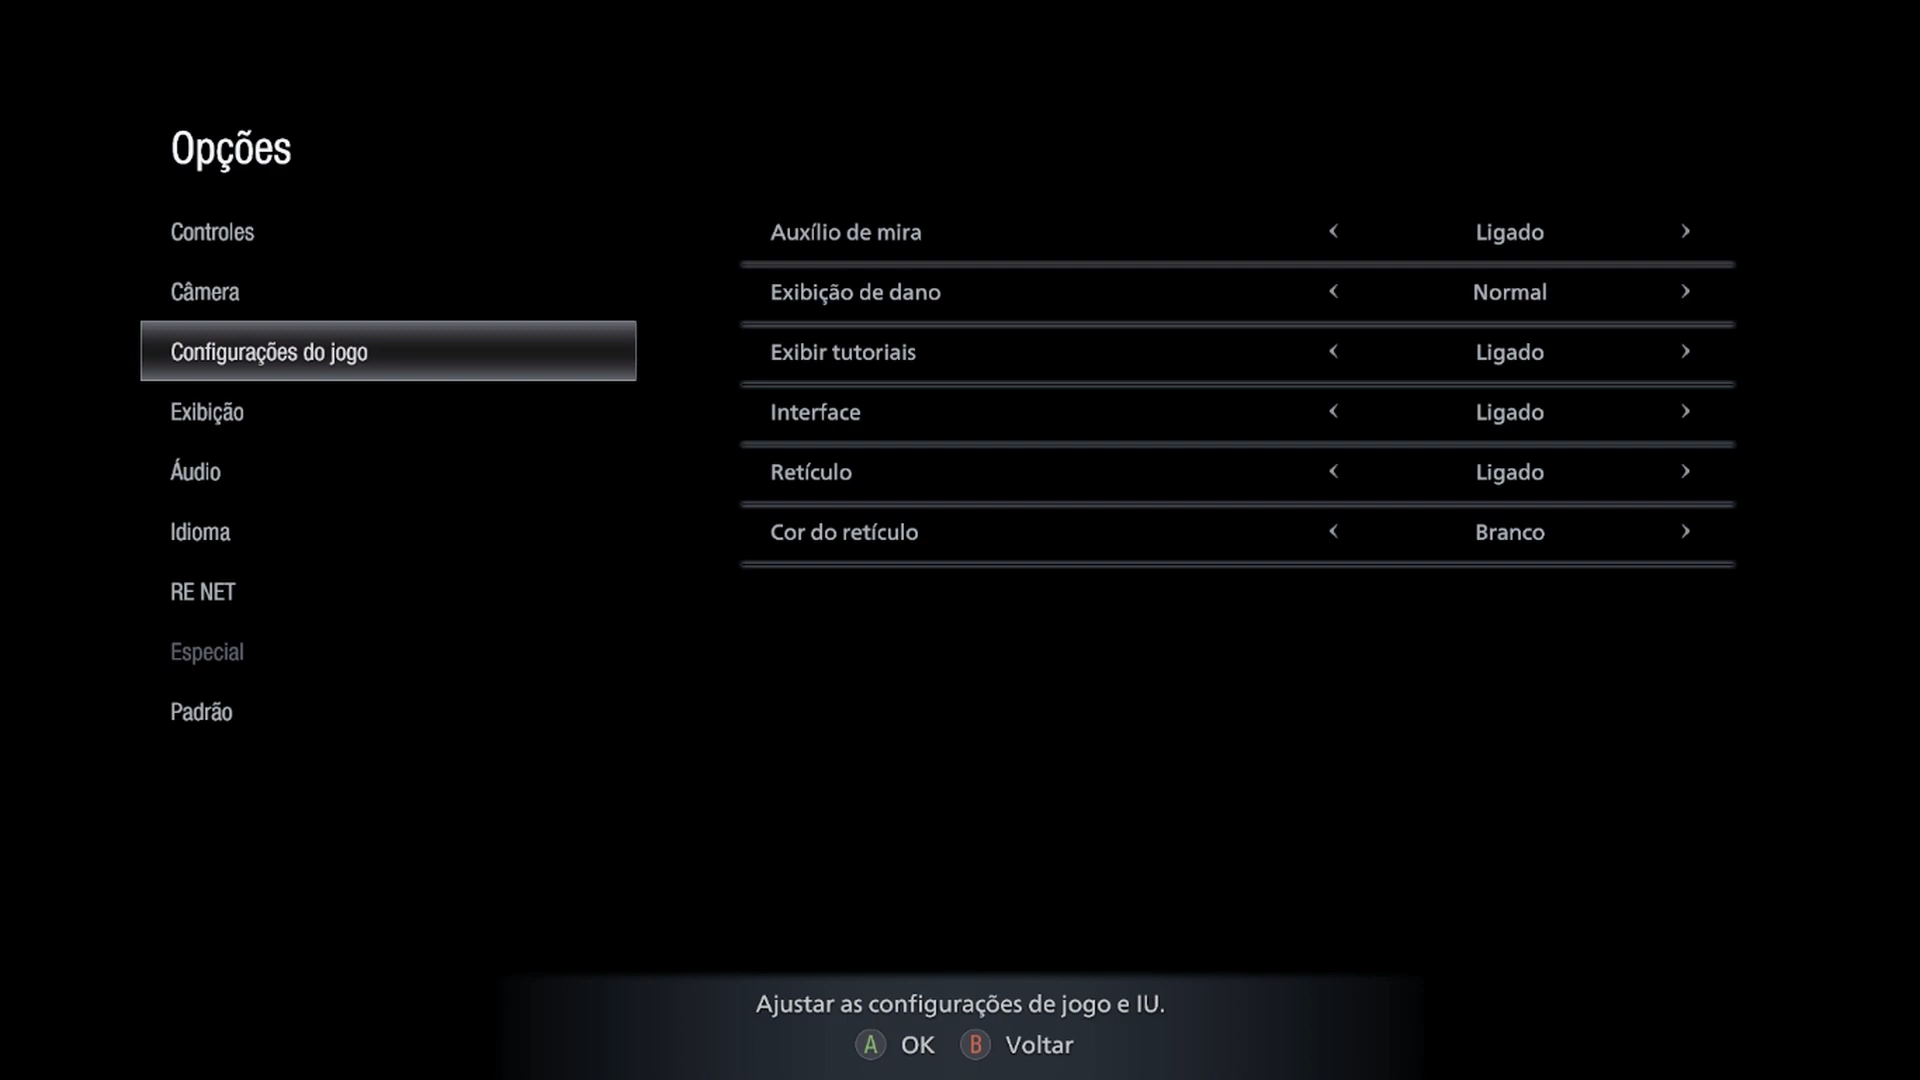 Opções
Controles
Câmera
Configurações do jogo
Exibição
Áudio
Idioma
RE NET
Especial
Padrão
Auxílio de mira < Ligado >
Exibição de dano < Normal >
Exibir tutoriais < Ligado >
Interface < Ligado >
Retículo < Ligado >
Cor do retículo < Branco >
Ajustar as configurações de jogo e IU.
A OK B Voltar